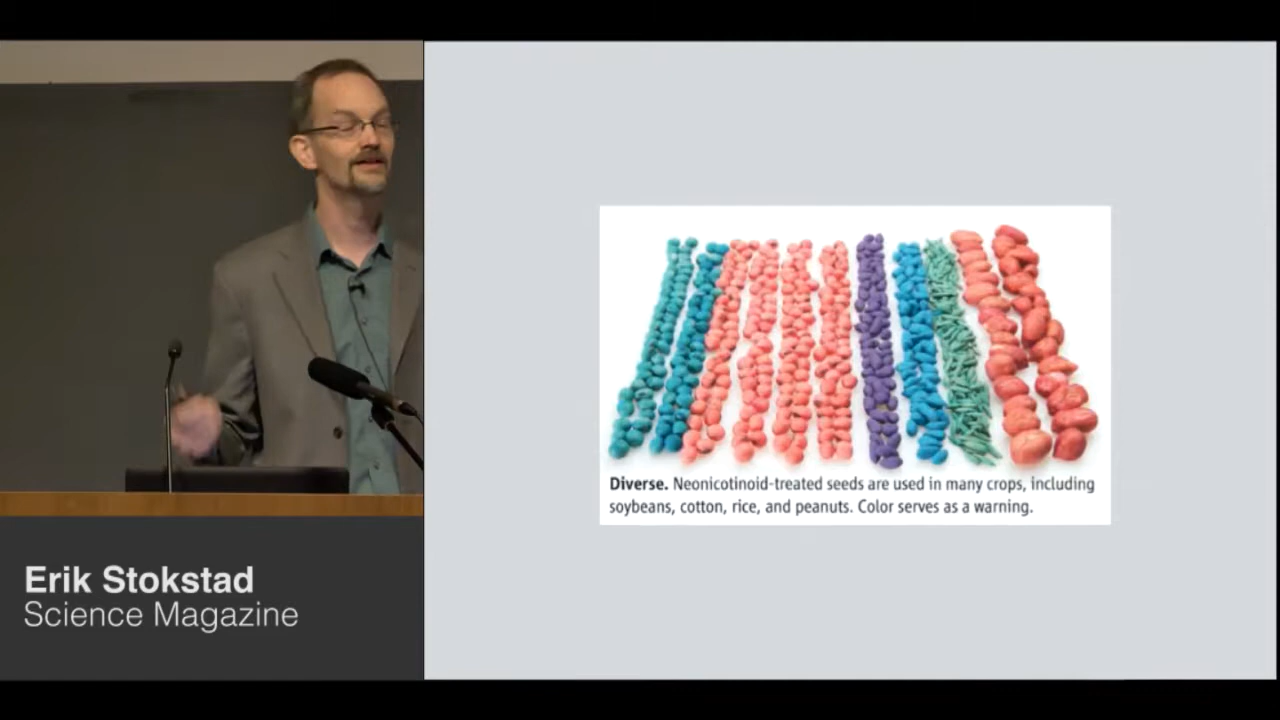 Diverse. Neonicotinoid-treated seeds are used in many crops, including
soybeans, cotton, rice, and peanuts. Color serves as a warning.
Erik Stokstad
Science Magazine